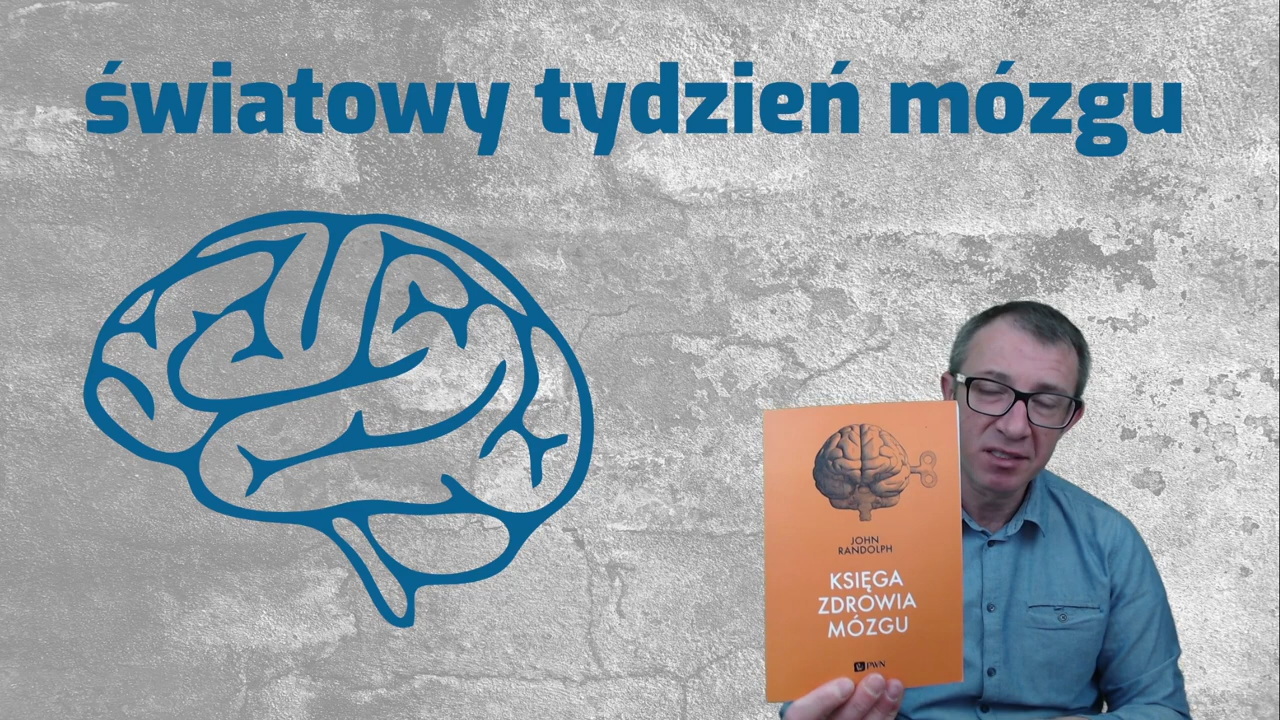 światowy tydzień mózgu
JOHN
RANDOLPH
KSIĘGA
ZDROWIA
MÓZGU
PWN